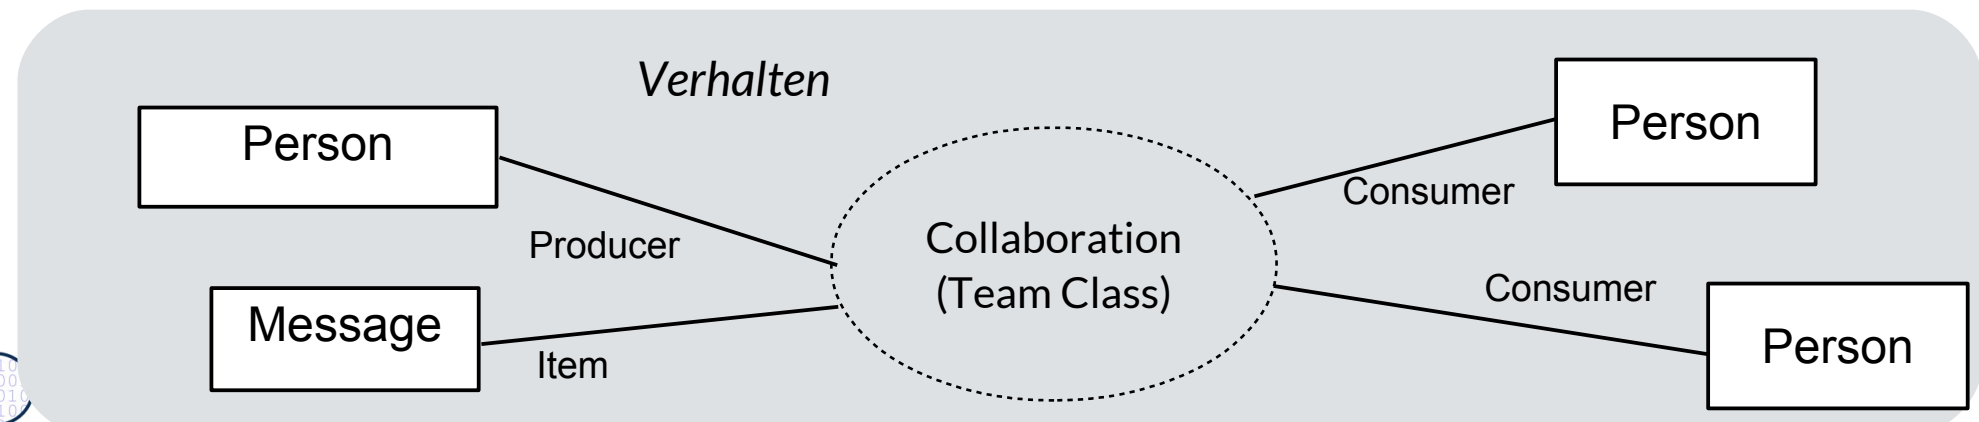 Verhalten
Person
Person
Consumer
Producer
Collaboration
(Team Class)
Consumer
Message
Item
Person